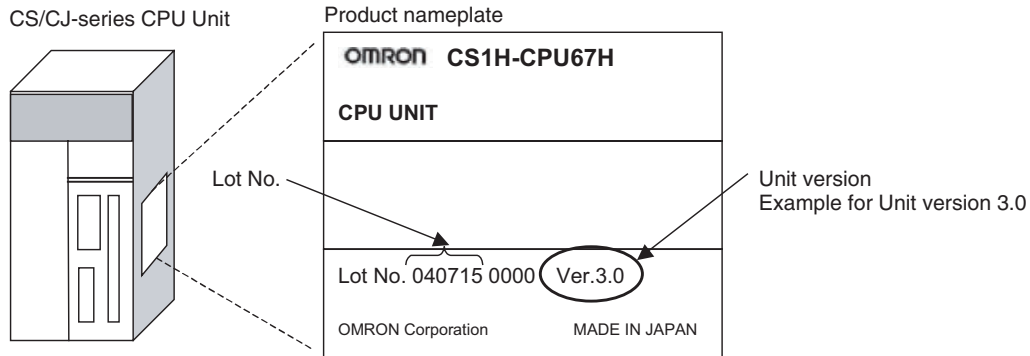 CS/CJ-series CPU Unit
Product nameplate
OMRON CS1H-CPU67H
CPU UNIT
Lot No.
Unit version
Example for Unit version 3.0
Lot No. 040715 0000 Ver.3.0
OMRON Corporation MADE IN JAPAN